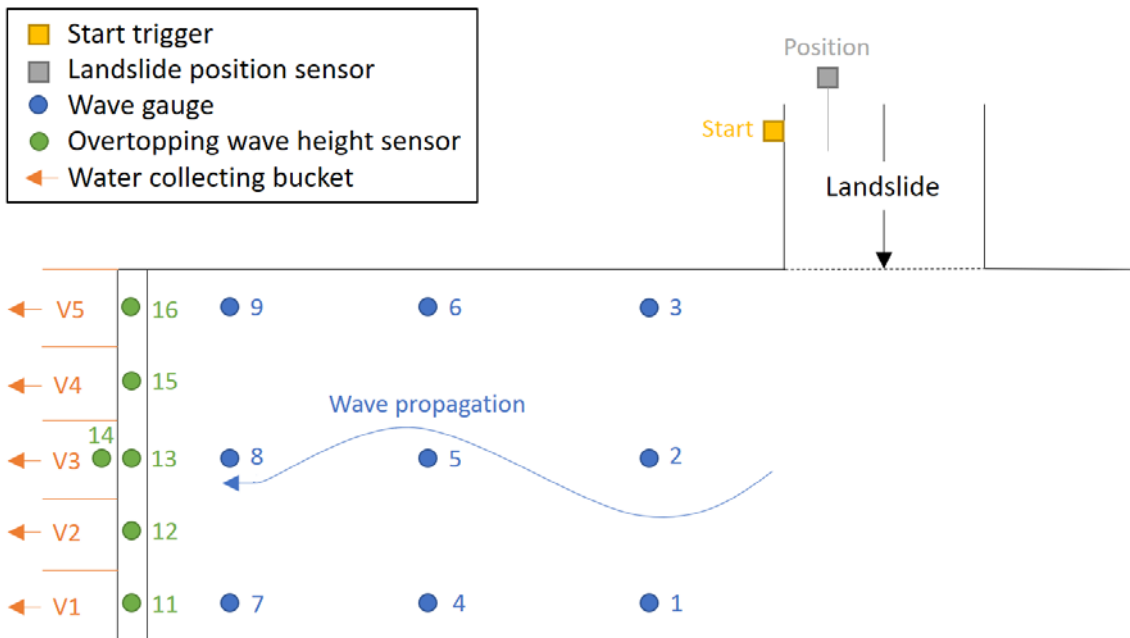 Start trigger
Landslide position sensor
Wave gauge
Overtopping wave height sensor
Water collecting bucket
Position
Start
Landslide
V5 16 9 6 3
V4 15
Wave propagation
14
V3 13 8 5 2
V2 12
V1 11 7 4 1